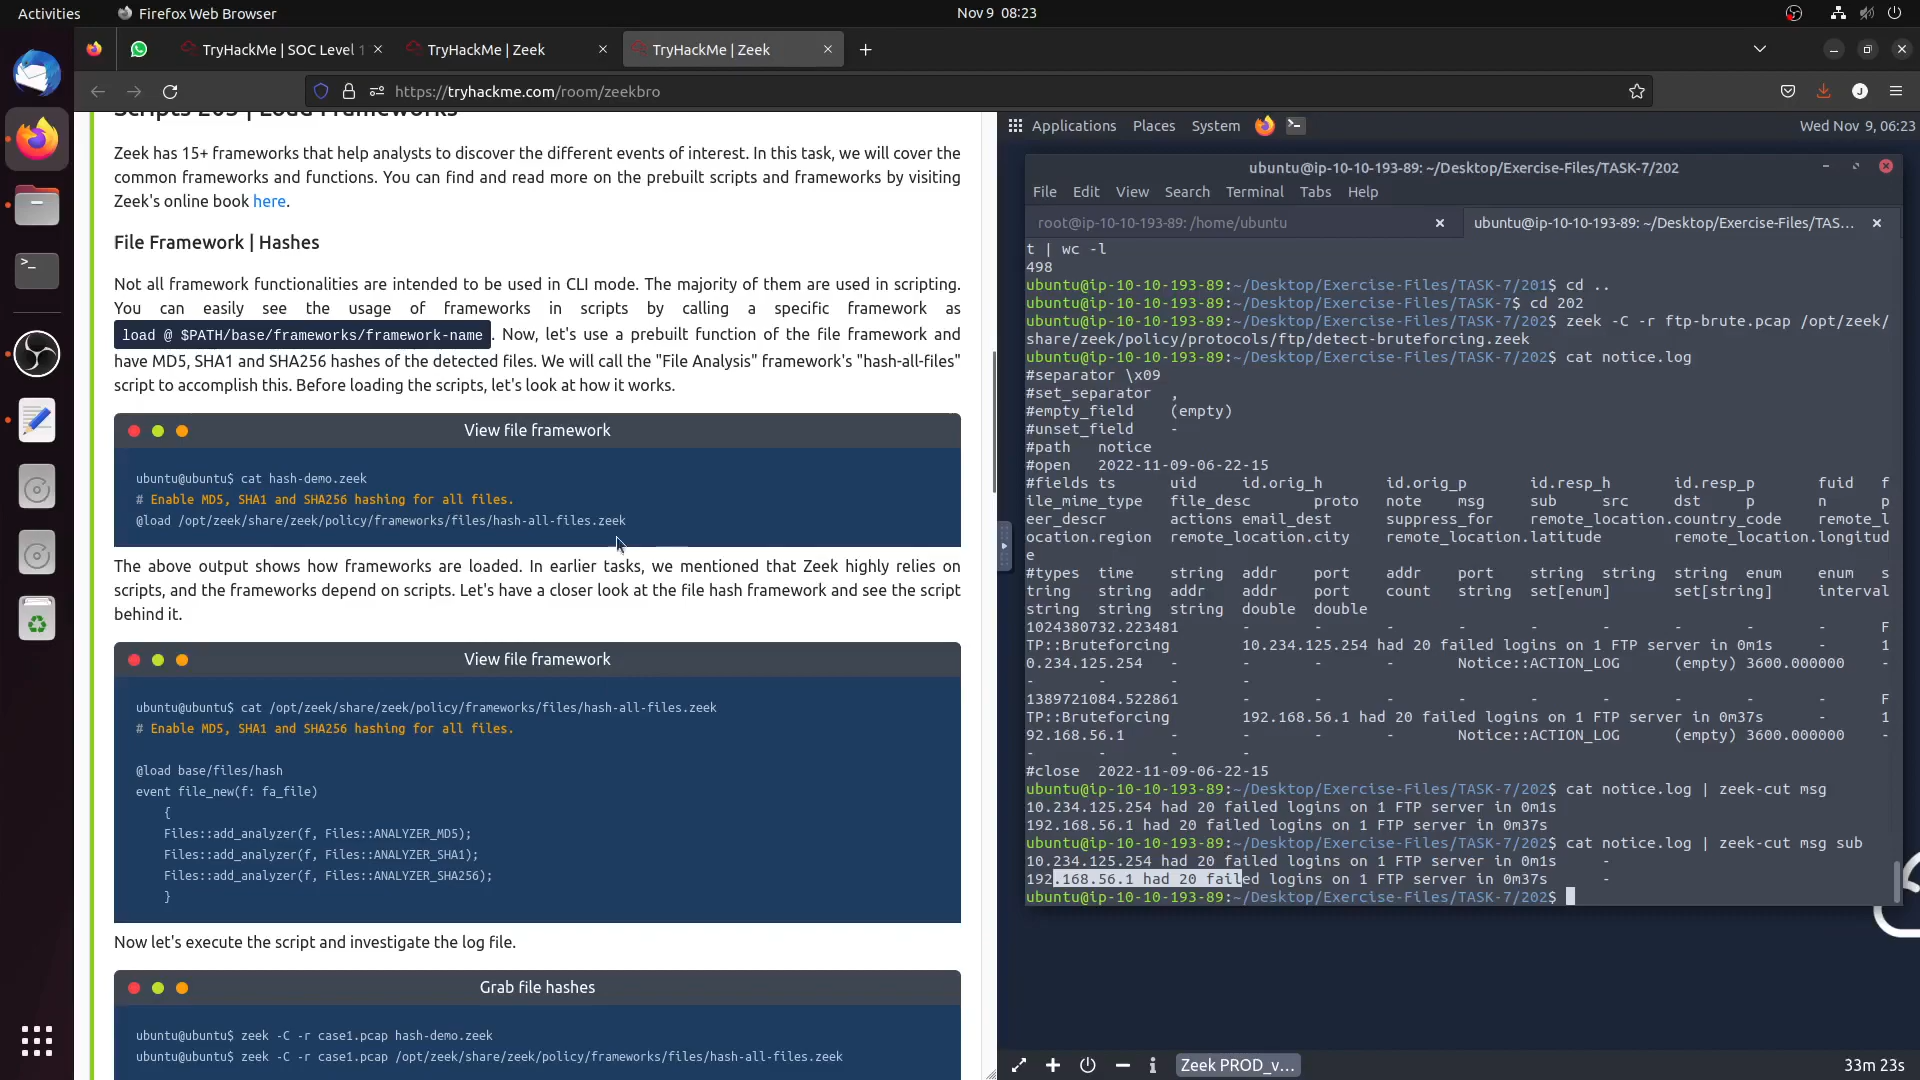 Activities
Firefox Web Browser
Nov 9 08:23
TryHackMe | SOC Level 1
TryHackMe | Zeek
TryHackMe | Zeek
https://tryhackme.com/room/zeekbro
J
Scripts 203 | Load Frameworks
Zeek has 15+ frameworks that help analysts to discover the different events of interest. In this task, we will cover the
common frameworks and functions. You can find and read more on the prebuilt scripts and frameworks by visiting
Zeek's online book here.
File Framework | Hashes
Not all framework functionalities are intended to be used in CLI mode. The majority of them are used in scripting.
You can easily see the usage of frameworks in scripts by calling a specific framework as
load @ $PATH/base/frameworks/framework-name . Now, let's use a prebuilt function of the file framework and
have MD5, SHA1 and SHA256 hashes of the detected files. We will call the "File Analysis" framework's "hash-all-files"
script to accomplish this. Before loading the scripts, let's look at how it works.
View file framework
ubuntu@ubuntu$ cat hash-demo.zeek
# Enable MD5, SHA1 and SHA256 hashing for all files.
@load /opt/zeek/share/zeek/policy/frameworks/files/hash-all-files.zeek
The above output shows how frameworks are loaded. In earlier tasks, we mentioned that Zeek highly relies on
scripts, and the frameworks depend on scripts. Let's have a closer look at the file hash framework and see the script
behind it.
View file framework
ubuntu@ubuntu$ cat /opt/zeek/share/zeek/policy/frameworks/files/hash-all-files.zeek
# Enable MD5, SHA1 and SHA256 hashing for all files.
@load base/files/hash
event file_new(f: fa_file)
{
Files::add_analyzer(f, Files::ANALYZER_MD5);
Files::add_analyzer(f, Files::ANALYZER_SHA1);
Files::add_analyzer(f, Files::ANALYZER_SHA256);
}
Now let's execute the script and investigate the log file.
Grab file hashes
ubuntu@ubuntu$ zeek -C -r case1.pcap hash-demo.zeek
ubuntu@ubuntu$ zeek -C -r case1.pcap /opt/zeek/share/zeek/policy/frameworks/files/hash-all-files.zeek
Applications Places System
Wed Nov 9, 06:23
ubuntu@ip-10-10-193-89: ~/Desktop/Exercise-Files/TASK-7/202
File Edit View Search Terminal Tabs Help
root@ip-10-10-193-89: /home/ubuntu
ubuntu@ip-10-10-193-89: ~/Desktop/Exercise-Files/TAS...
t | wc -l
498
ubuntu@ip-10-10-193-89:~/Desktop/Exercise-Files/TASK-7/201$ cd ..
ubuntu@ip-10-10-193-89:~/Desktop/Exercise-Files/TASK-7$ cd 202
ubuntu@ip-10-10-193-89:~/Desktop/Exercise-Files/TASK-7/202$ zeek -C -r ftp-brute.pcap /opt/zeek/
share/zeek/policy/protocols/ftp/detect-bruteforcing.zeek
ubuntu@ip-10-10-193-89:~/Desktop/Exercise-Files/TASK-7/202$ cat notice.log
#separator \x09
#set_separator ,
#empty_field (empty)
#unset_field -
#path notice
#open 2022-11-09-06-22-15
#fields ts uid id.orig_h id.orig_p id.resp_h id.resp_p fuid f
ile_mime_type file_desc proto note msg sub src dst p n p
eer_descr actions email_dest suppress_for remote_location.country_code remote_l
ocation.region remote_location.city remote_location.latitude remote_location.longitud
e
#types time string addr port addr port string string string enum enum s
tring string addr addr port count string set[enum] set[string] interval
string string string double double
1024380732.223481 - - - - - - - - - F
TP::Bruteforcing 10.234.125.254 had 20 failed logins on 1 FTP server in 0m1s - 1
0.234.125.254 - - - - Notice::ACTION_LOG (empty) 3600.000000 -
- - - -
1389721084.522861 - - - - - - - - - F
TP::Bruteforcing 192.168.56.1 had 20 failed logins on 1 FTP server in 0m37s - 1
92.168.56.1 - - - - Notice::ACTION_LOG (empty) 3600.000000 -
- - - -
#close 2022-11-09-06-22-15
ubuntu@ip-10-10-193-89:~/Desktop/Exercise-Files/TASK-7/202$ cat notice.log | zeek-cut msg
10.234.125.254 had 20 failed logins on 1 FTP server in 0m1s
192.168.56.1 had 20 failed logins on 1 FTP server in 0m37s
ubuntu@ip-10-10-193-89:~/Desktop/Exercise-Files/TASK-7/202$ cat notice.log | zeek-cut msg sub
10.234.125.254 had 20 failed logins on 1 FTP server in 0m1s -
192.168.56.1 had 20 failed logins on 1 FTP server in 0m37s -
ubuntu@ip-10-10-193-89:~/Desktop/Exercise-Files/TASK-7/202$
Zeek PROD_v...
33m 23s